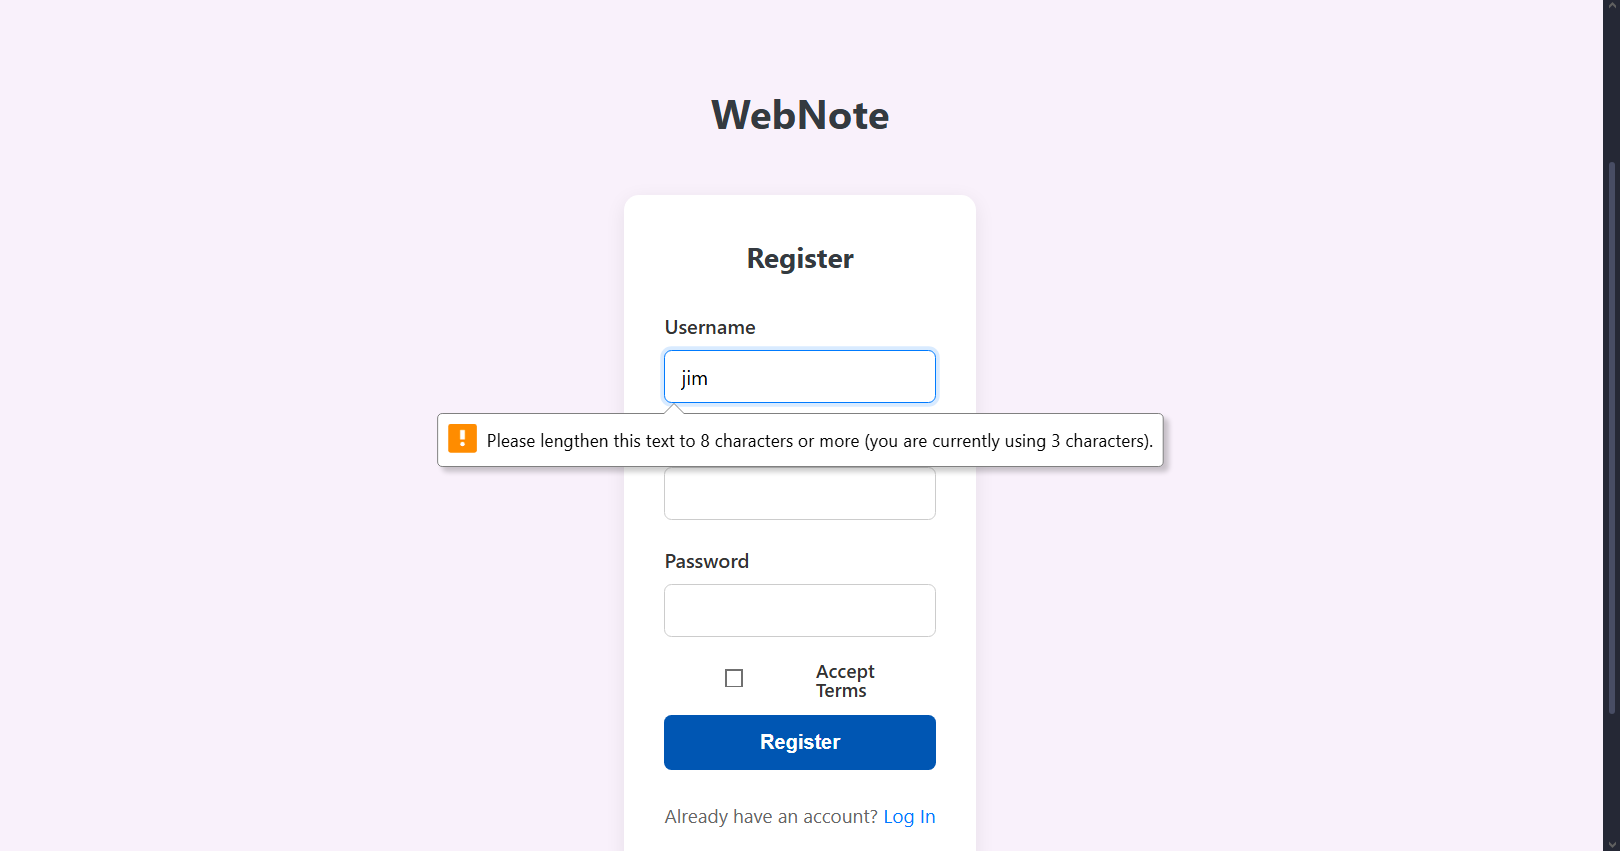 WebNote
Register
Username
jim
Please lengthen this text to 8 characters or more (you are currently using 3 characters).
Password
Accept
Terms
Register
Already have an account? Log In